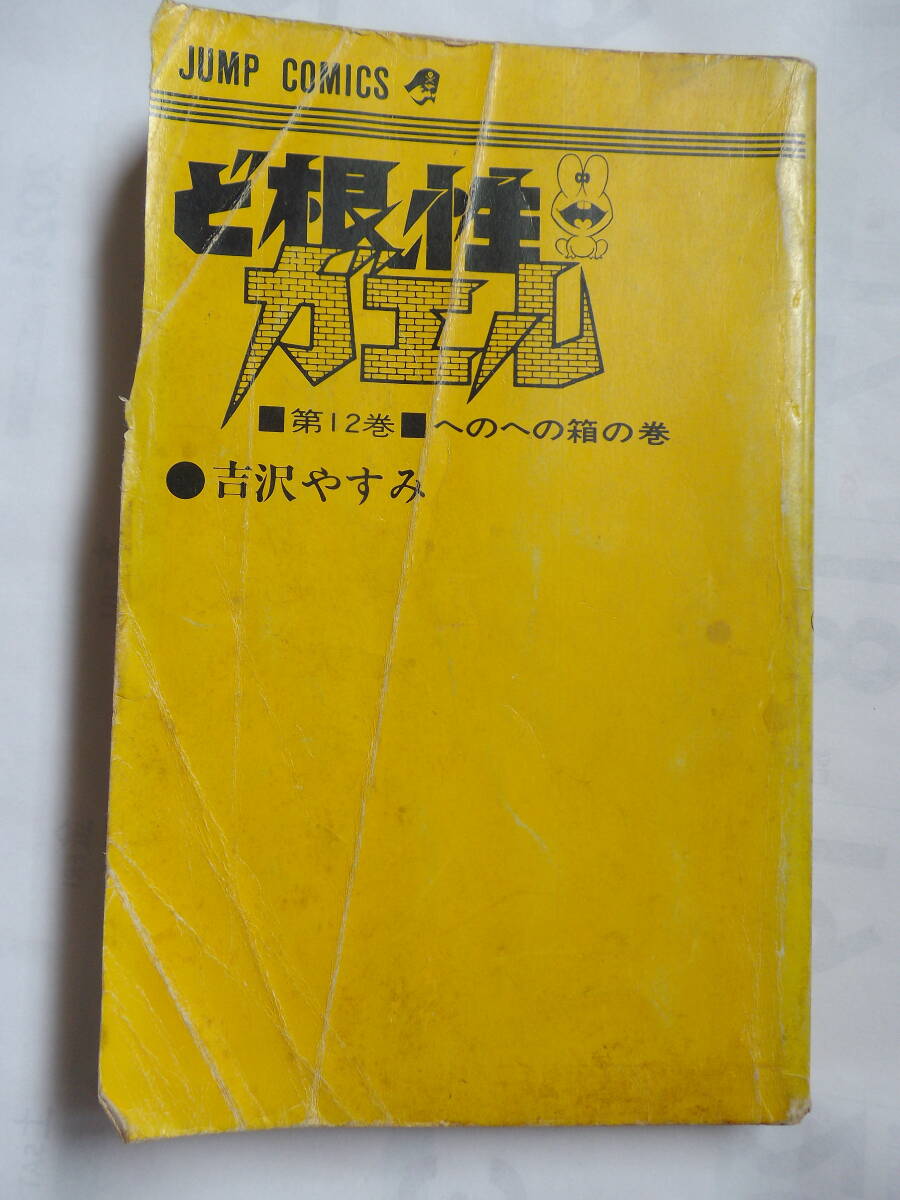 JUMP COMICS
ど根性
ガエル
■第12巻■へのへの箱の巻
●吉沢やすみ